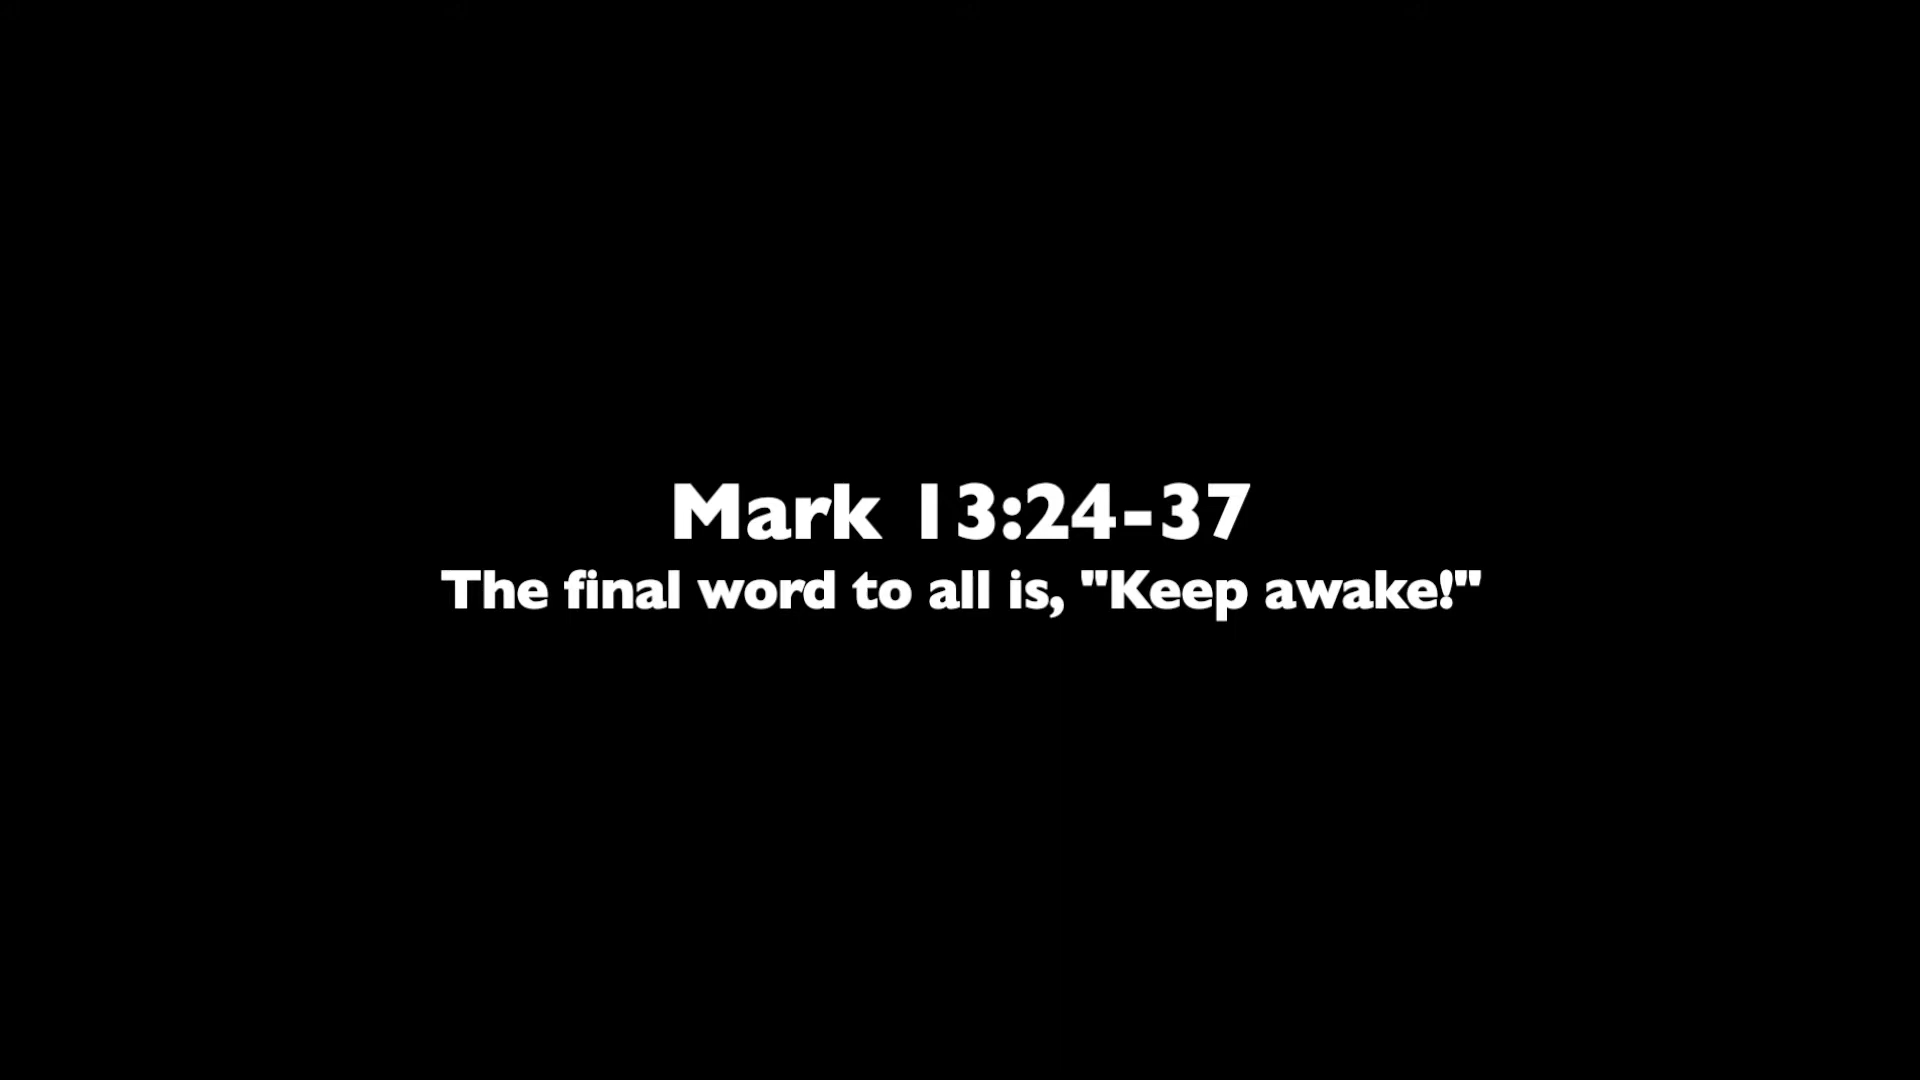 Mark 13:24-37
The final word to all is, "Keep awake!"